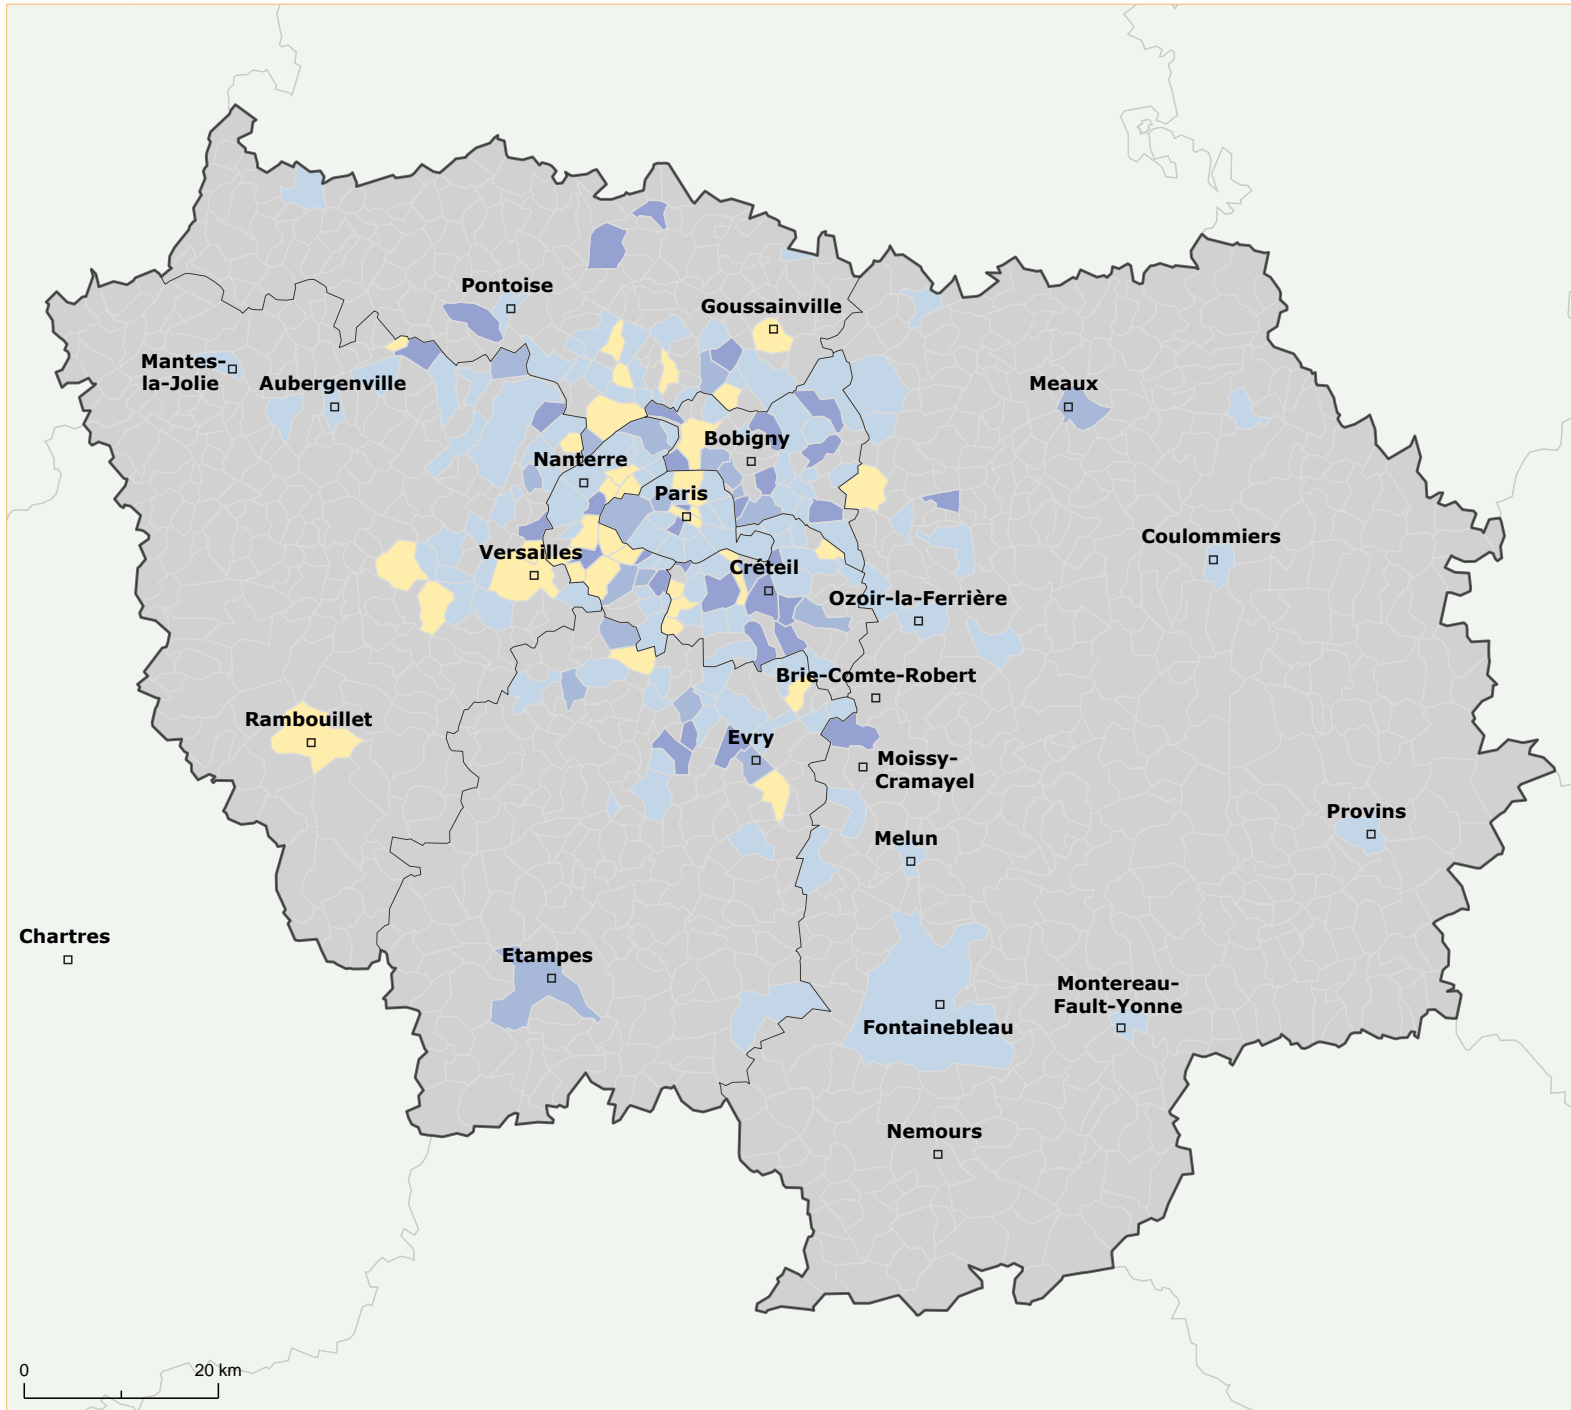 Pontoise
Goussainville
Mantes-
la-Jolie
Aubergenville
Meaux
Bobigny
Nanterre
Paris
Coulommiers
Versailles
Créteil
Ozoir-la-Ferrière
Brie-Comte-Robert
Rambouillet
Evry
Moissy-
Cramayel
Provins
Melun
Chartres
Etampes
Montereau-
Fault-Yonne
Fontainebleau
Nemours
0 20 km